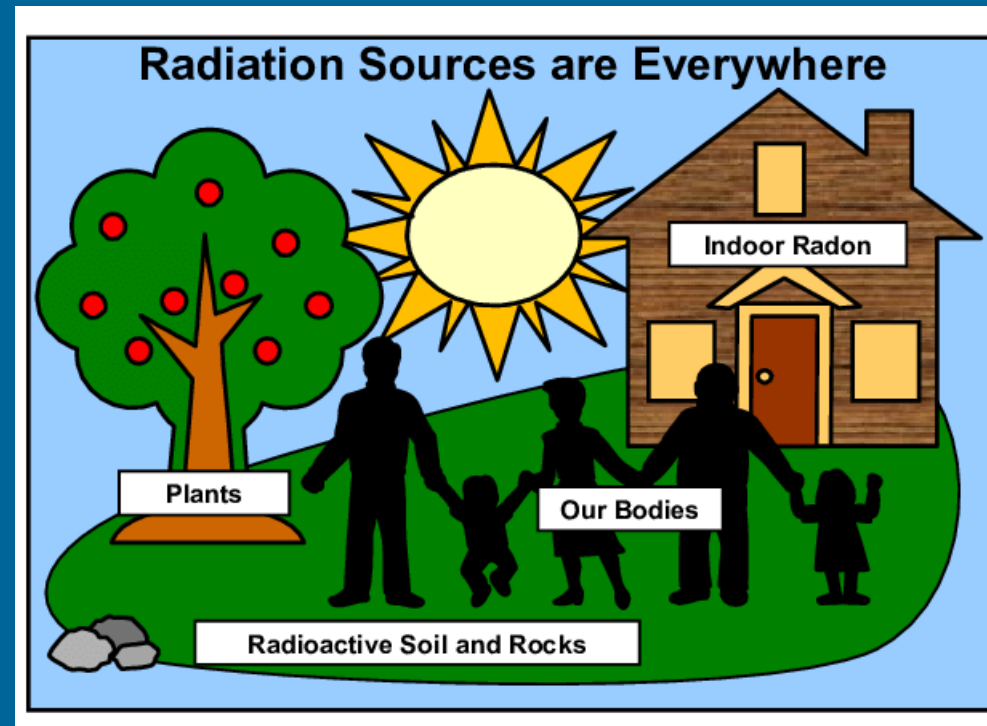 Radiation Sources are Everywhere
Indoor Radon
Plants
Our Bodies
Radioactive Soil and Rocks